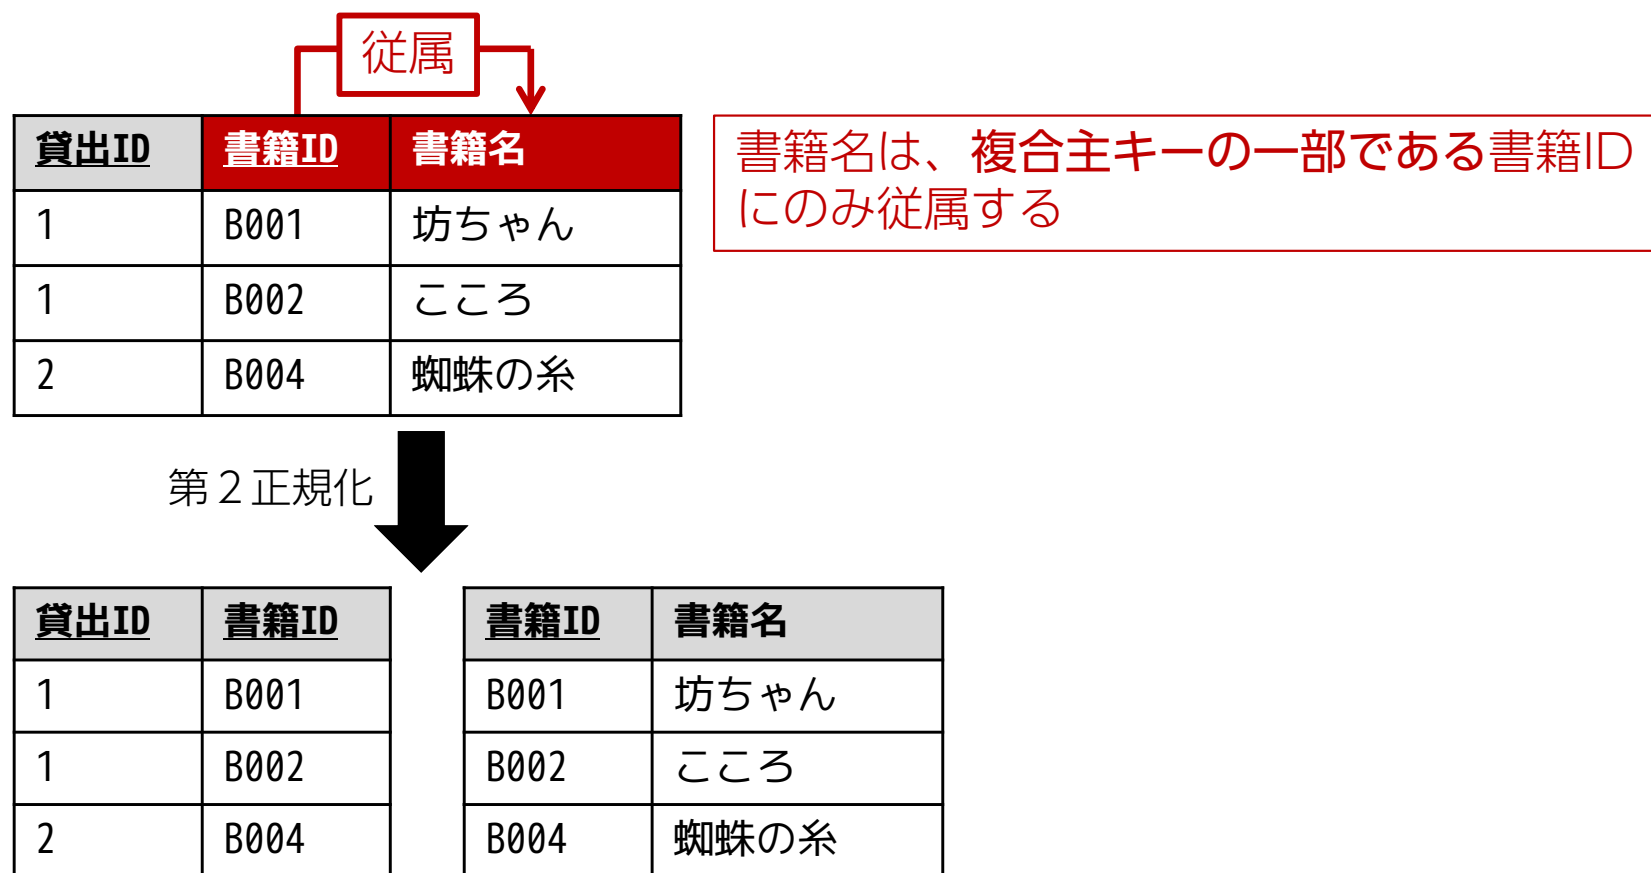 従属
貸出ID 書籍ID 書籍名
1 B001 坊ちゃん
1 B002 こころ
2 B004 蜘蛛の糸
書籍名は、複合主キーの一部である書籍ID
にのみ従属する
第２正規化
貸出ID 書籍ID
1 B001
1 B002
2 B004
書籍ID 書籍名
B001 坊ちゃん
B002 こころ
B004 蜘蛛の糸